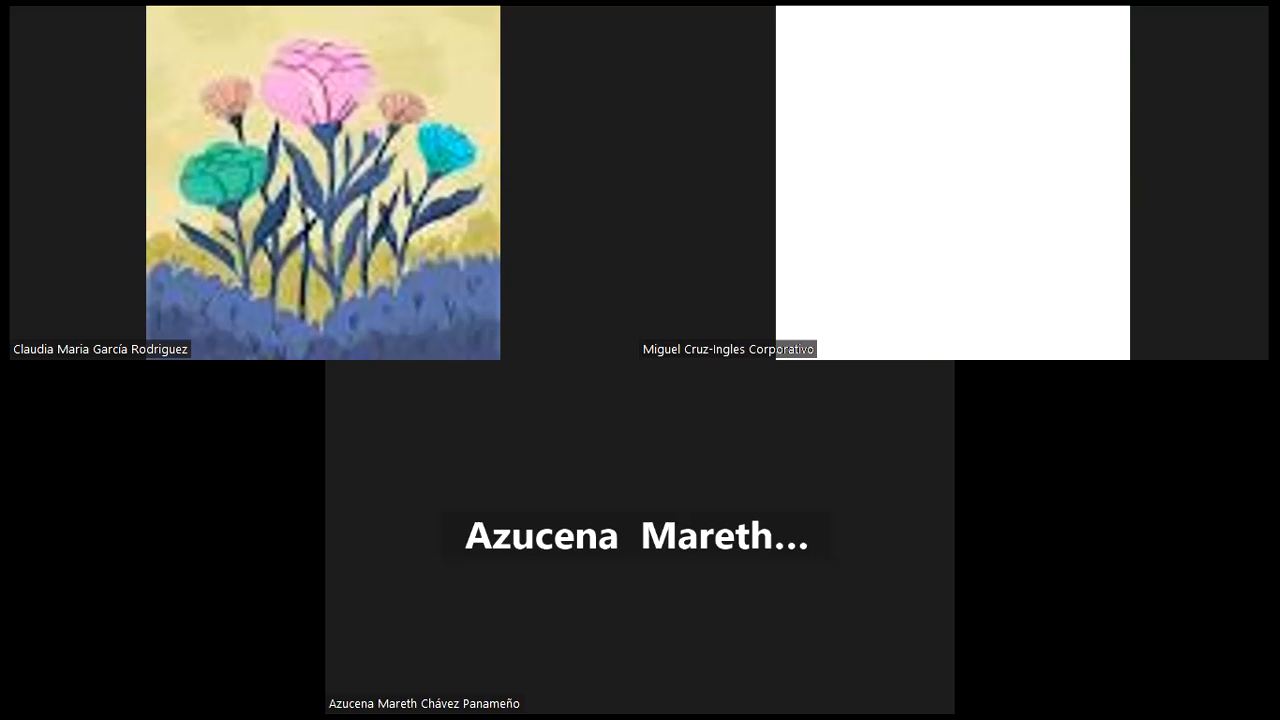 Claudia Maria García Rodriguez
Miguel Cruz-Ingles Corporativo
Azucena  Mareth...
Azucena Mareth Chávez Panameño